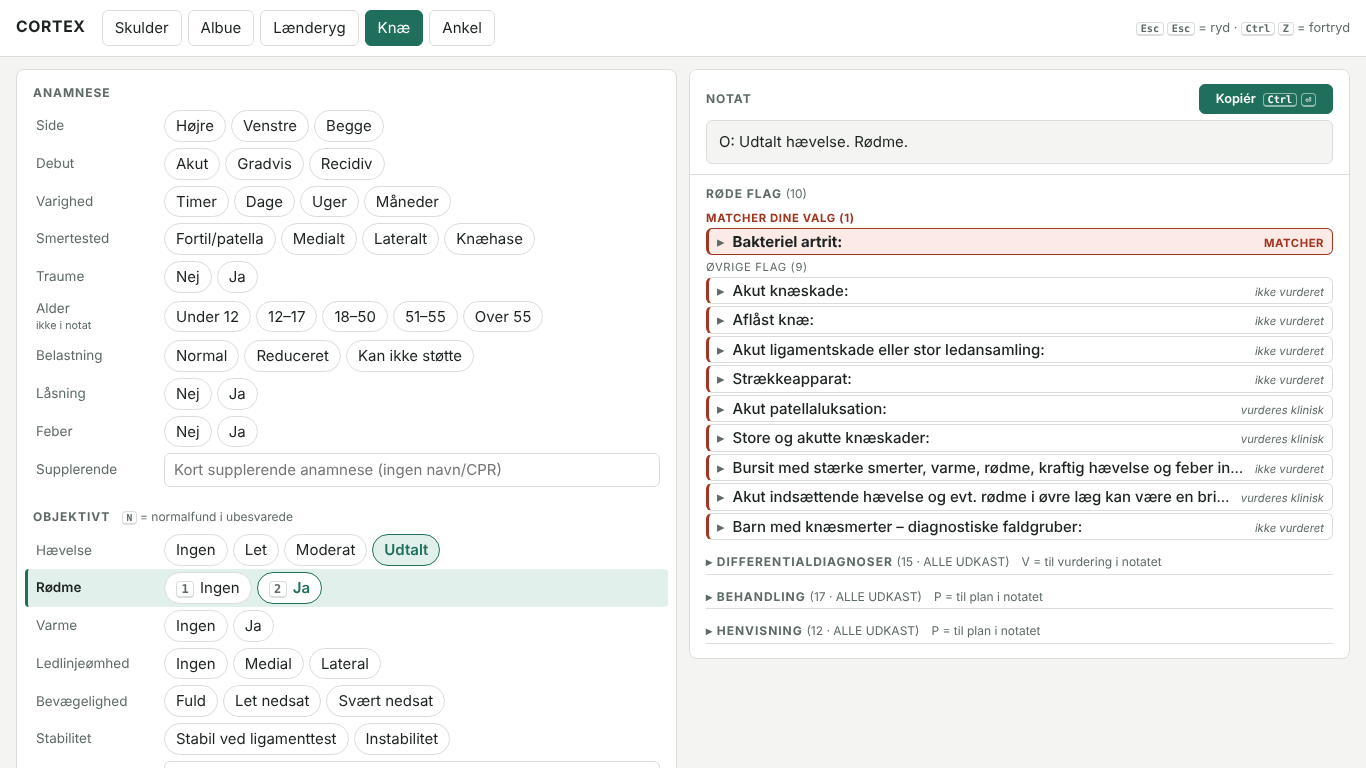 CORTEX Skulder Albue Lænderyg Knæ Ankel Esc Esc = ryd · Ctrl Z = fortryd
ANAMNESE
Side Højre Venstre Begge
Debut Akut Gradvis Recidiv
Varighed Timer Dage Uger Måneder
Smertested Fortil/patella Medialt Lateralt Knæhase
Traume Nej Ja
Alder Under 12 12–17 18–50 51–55 Over 55
ikke i notat
Belastning Normal Reduceret Kan ikke støtte
Låsning Nej Ja
Feber Nej Ja
Supplerende Kort supplerende anamnese (ingen navn/CPR)
OBJEKTIVT N = normalfund i ubesvarede
Hævelse Ingen Let Moderat Udtalt
Rødme 1 Ingen 2 Ja
Varme Ingen Ja
Ledlinjeømhed Ingen Medial Lateral
Bevægelighed Fuld Let nedsat Svært nedsat
Stabilitet Stabil ved ligamenttest Instabilitet
NOTAT Kopiér Ctrl ⏎
O: Udtalt hævelse. Rødme.
RØDE FLAG (10)
MATCHER DINE VALG (1)
▸ Bakteriel artrit: MATCHER
ØVRIGE FLAG (9)
▸ Akut knæskade: ikke vurderet
▸ Aflåst knæ: ikke vurderet
▸ Akut ligamentskade eller stor ledansamling: ikke vurderet
▸ Strækkeapparat: ikke vurderet
▸ Akut patellaluksation: vurderes klinisk
▸ Store og akutte knæskader: vurderes klinisk
▸ Bursit med stærke smerter, varme, rødme, kraftig hævelse og feber in... ikke vurderet
▸ Akut indsættende hævelse og evt. rødme i øvre læg kan være en bri... vurderes klinisk
▸ Barn med knæsmerter – diagnostiske faldgruber: ikke vurderet
▸ DIFFERENTIALDIAGNOSER (15 · ALLE UDKAST) V = til vurdering i notatet
▸ BEHANDLING (17 · ALLE UDKAST) P = til plan i notatet
▸ HENVISNING (12 · ALLE UDKAST) P = til plan i notatet